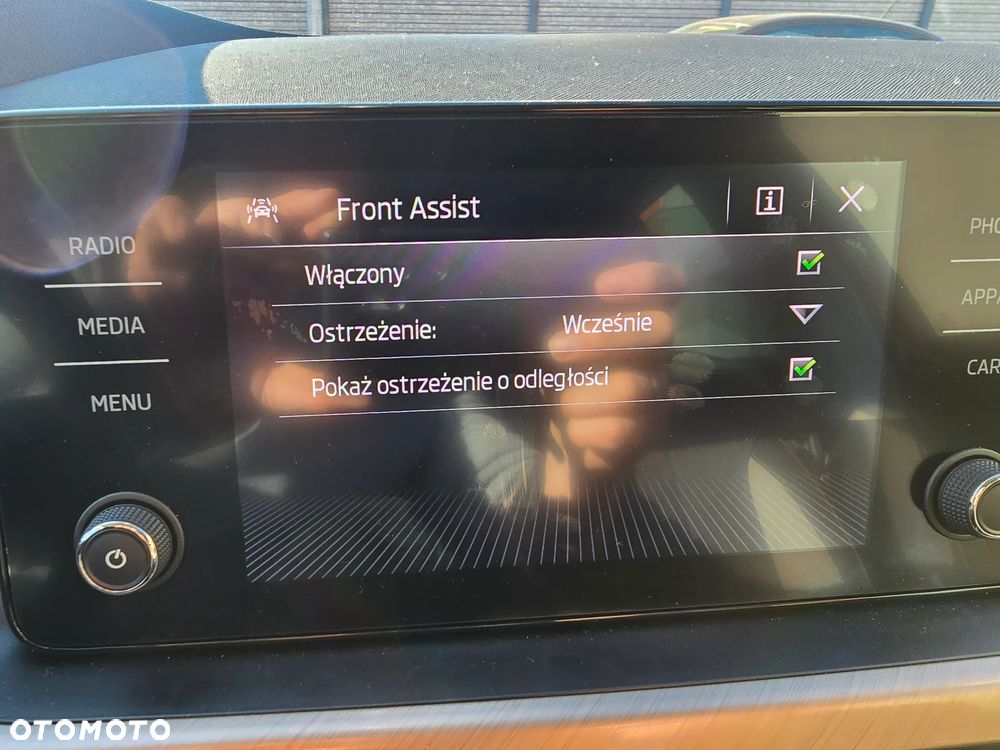 Front Assist
RADIO
MEDIA
MENU
Włączony
Ostrzeżenie: Wcześnie
Pokaż ostrzeżenie o odległości
PHO
APP/
CAR
OTOMOTO